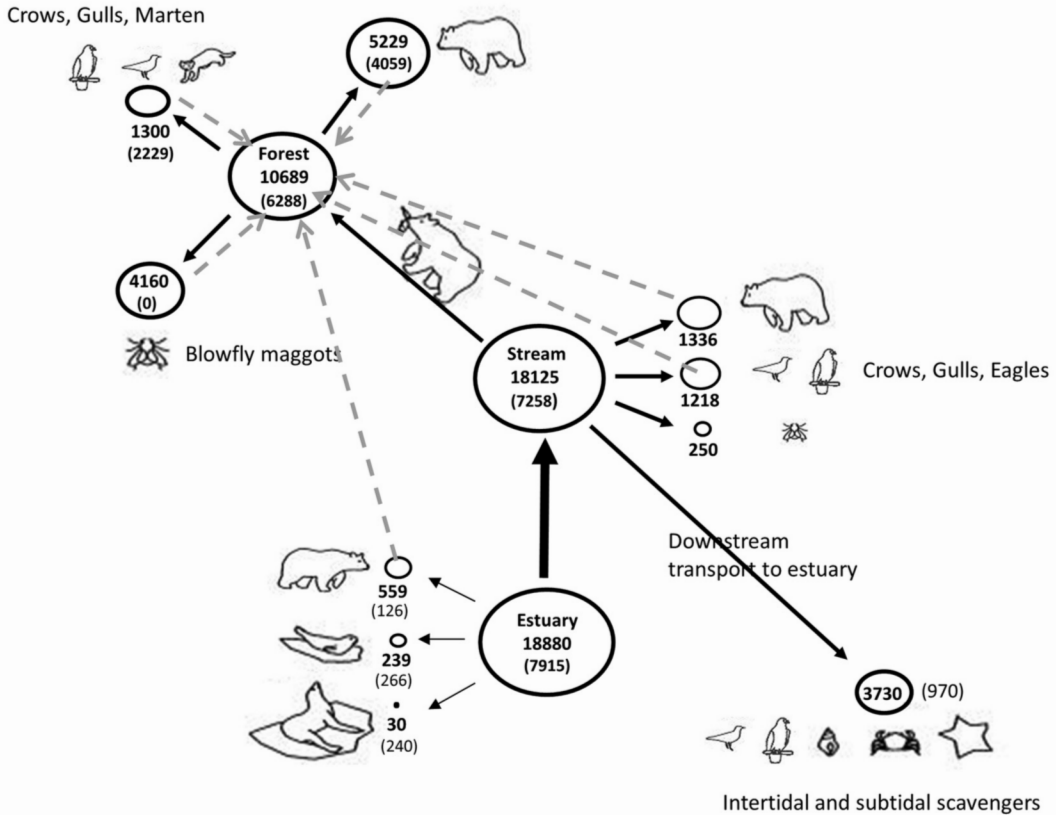 Crows, Gulls, Marten
5229
(4059)
1300
(2229)
Forest
10689
(6288)
4160
(0)
Blowfly maggots
Stream
18125
(7258)
1336
1218
Crows, Gulls, Eagles
250
Downstream
transport to estuary
559
(126)
239
(266)
30
(240)
Estuary
18880
(7915)
3730 (970)
Intertidal and subtidal scavengers